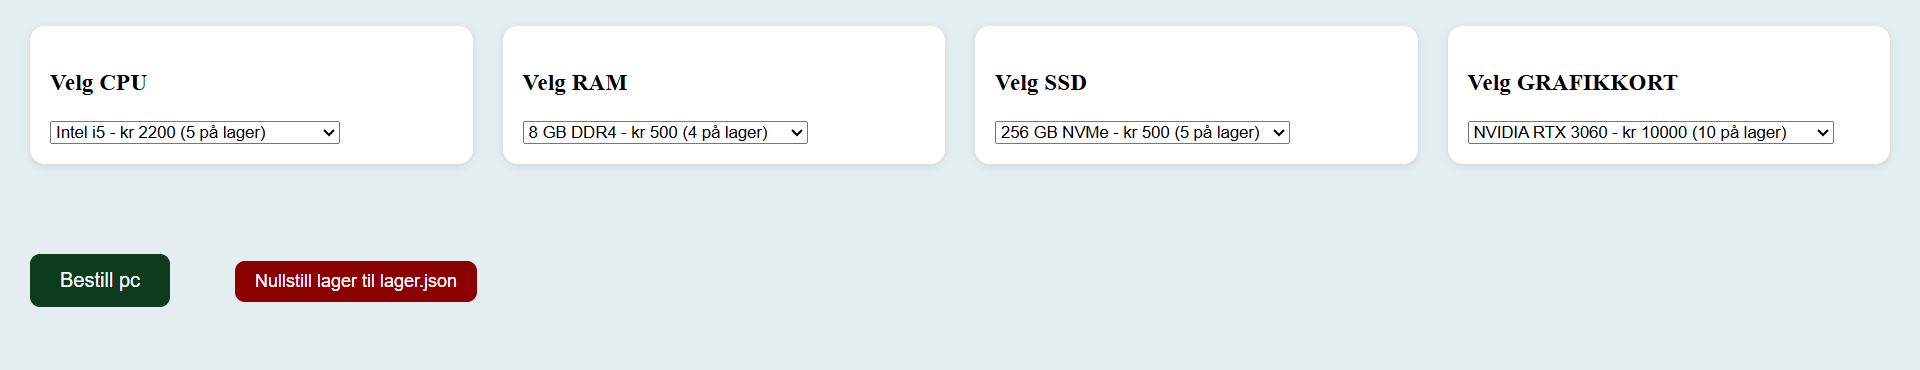 Velg CPU
Intel i5 - kr 2200 (5 på lager)
Velg RAM
8 GB DDR4 - kr 500 (4 på lager)
Velg SSD
256 GB NVMe - kr 500 (5 på lager)
Velg GRAFIKKORT
NVIDIA RTX 3060 - kr 10000 (10 på lager)
Bestill pc
Nullstill lager til lager.json